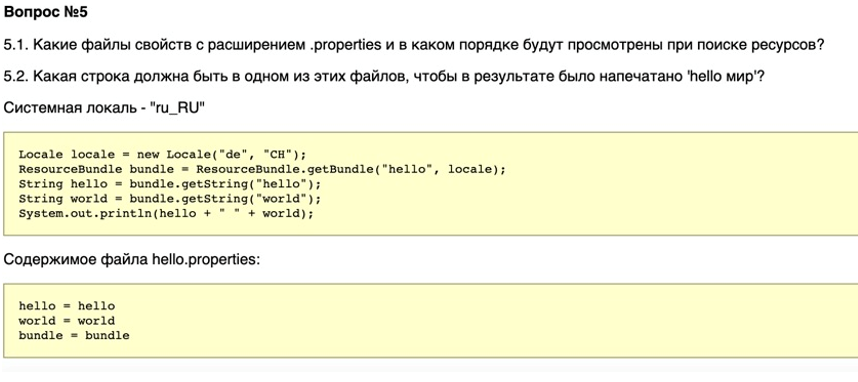 Вопрос №5
5.1. Какие файлы свойств с расширением .properties и в каком порядке будут просмотрены при поиске ресурсов?
5.2. Какая строка должна быть в одном из этих файлов, чтобы в результате было напечатано 'hello мир'?
Системная локаль - "ru_RU"
Locale locale = new Locale("de", "CH");
ResourceBundle bundle = ResourceBundle.getBundle("hello", locale);
String hello = bundle.getString("hello");
String world = bundle.getString("world");
System.out.println(hello + " " + world);
Содержимое файла hello.properties:
hello = hello
world = world
bundle = bundle